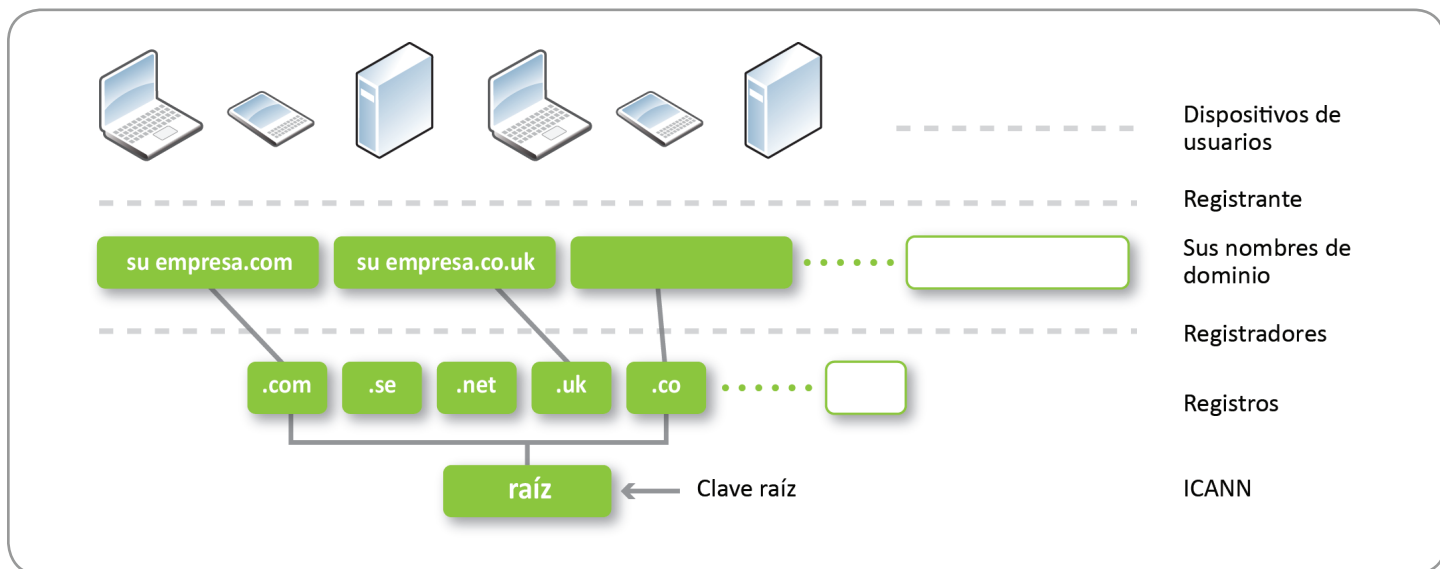 Dispositivos de
usuarios
Registrante
su empresa.com
su empresa.co.uk
Sus nombres de
dominio
Registradores
.com
.se
.net
.uk
.co
Registros
raíz
Clave raíz
ICANN